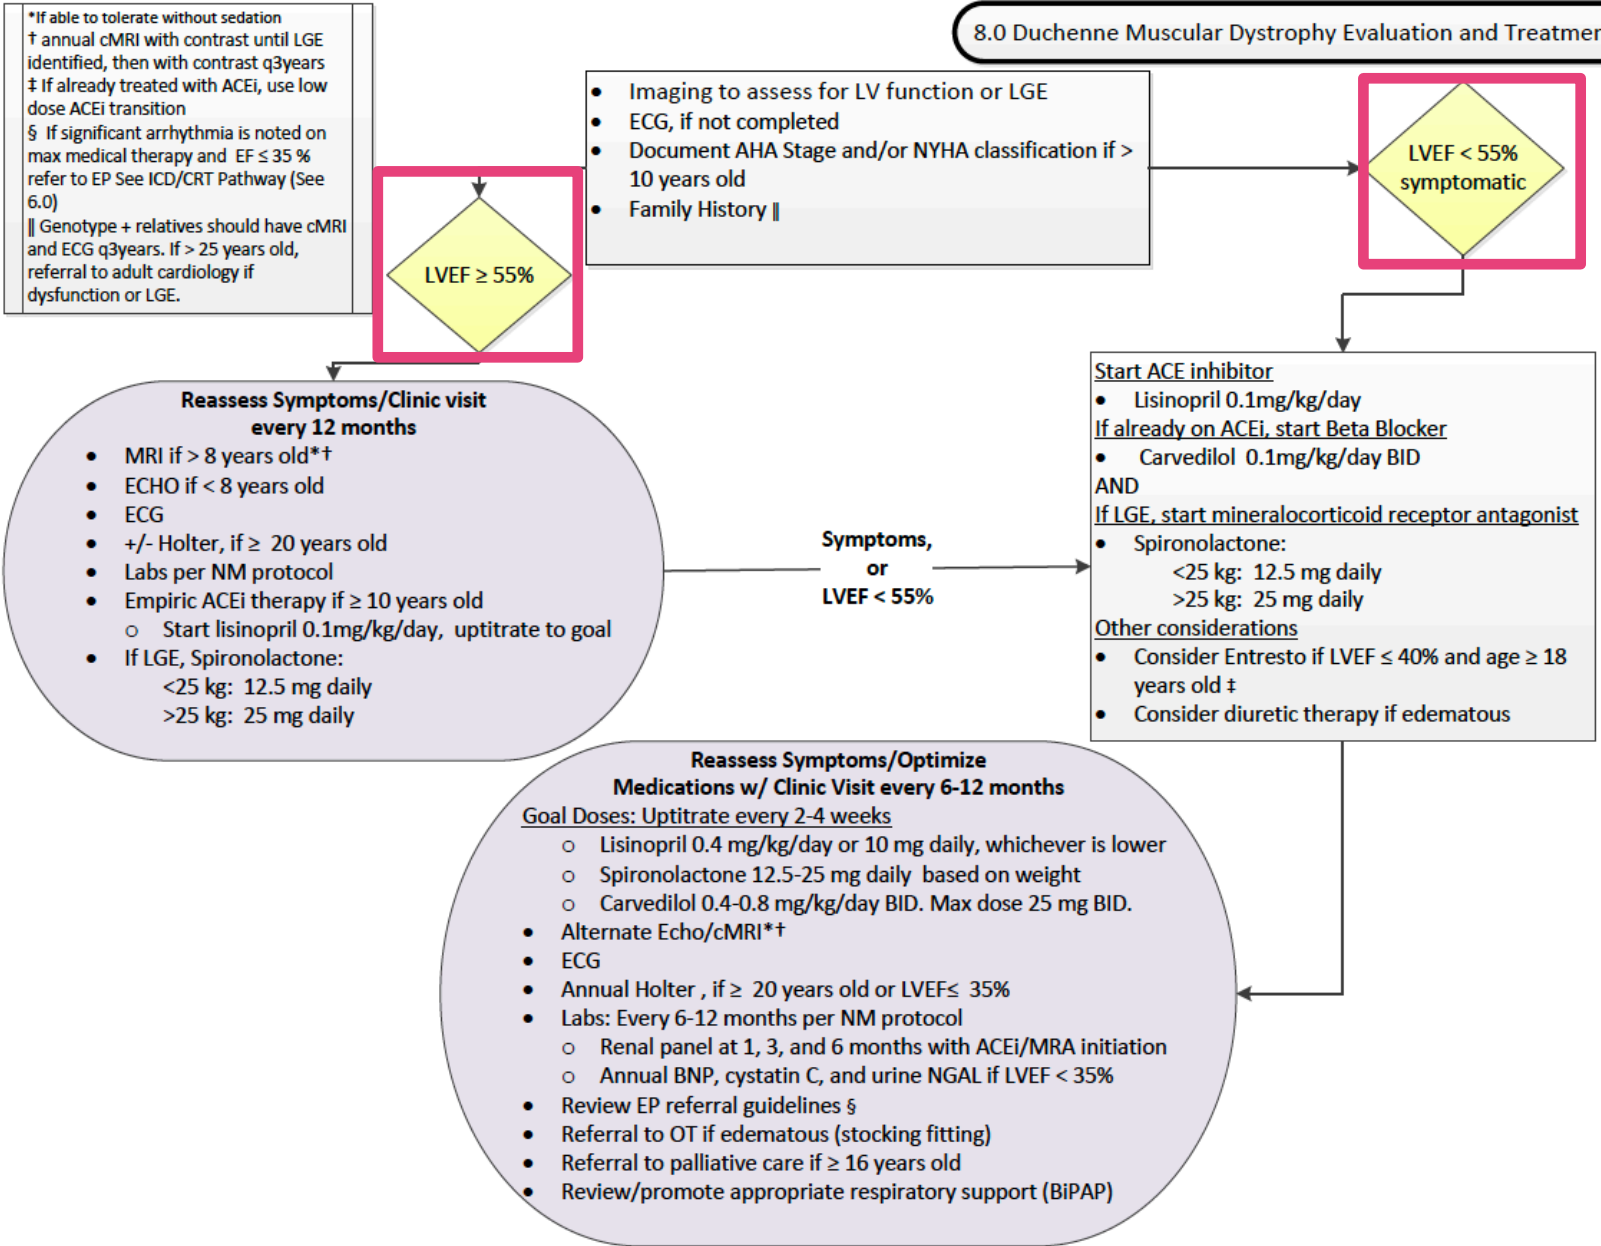 *If able to tolerate without sedation
† annual cMRI with contrast until LGE
identified, then with contrast q3years
‡ If already treated with ACEi, use low
dose ACEi transition
§ If significant arrhythmia is noted on
max medical therapy and EF ≤ 35 %
refer to EP See ICD/CRT Pathway (See
6.0)
‖ Genotype + relatives should have cMRI
and ECG q3years. If > 25 years old,
referral to adult cardiology if
dysfunction or LGE.
8.0 Duchenne Muscular Dystrophy Evaluation and Treatmen
• Imaging to assess for LV function or LGE
• ECG, if not completed
• Document AHA Stage and/or NYHA classification if >
10 years old
• Family History ‖
LVEF < 55%
symptomatic
LVEF ≥ 55%
Reassess Symptoms/Clinic visit
every 12 months
• MRI if > 8 years old*†
• ECHO if < 8 years old
• ECG
• +/- Holter, if ≥ 20 years old
• Labs per NM protocol
• Empiric ACEi therapy if ≥ 10 years old
○ Start lisinopril 0.1mg/kg/day, uptitrate to goal
• If LGE, Spironolactone:
<25 kg: 12.5 mg daily
>25 kg: 25 mg daily
Symptoms,
or
LVEF < 55%
Start ACE inhibitor
• Lisinopril 0.1mg/kg/day
If already on ACEi, start Beta Blocker
• Carvedilol 0.1mg/kg/day BID
AND
If LGE, start mineralocorticoid receptor antagonist
• Spironolactone:
<25 kg: 12.5 mg daily
>25 kg: 25 mg daily
Other considerations
• Consider Entresto if LVEF ≤ 40% and age ≥ 18
years old ‡
• Consider diuretic therapy if edematous
Reassess Symptoms/Optimize
Medications w/ Clinic Visit every 6-12 months
Goal Doses: Uptitrate every 2-4 weeks
○ Lisinopril 0.4 mg/kg/day or 10 mg daily, whichever is lower
○ Spironolactone 12.5-25 mg daily based on weight
○ Carvedilol 0.4-0.8 mg/kg/day BID. Max dose 25 mg BID.
• Alternate Echo/cMRI*†
• ECG
• Annual Holter , if ≥ 20 years old or LVEF≤ 35%
• Labs: Every 6-12 months per NM protocol
○ Renal panel at 1, 3, and 6 months with ACEi/MRA initiation
○ Annual BNP, cystatin C, and urine NGAL if LVEF < 35%
• Review EP referral guidelines §
• Referral to OT if edematous (stocking fitting)
• Referral to palliative care if ≥ 16 years old
• Review/promote appropriate respiratory support (BiPAP)